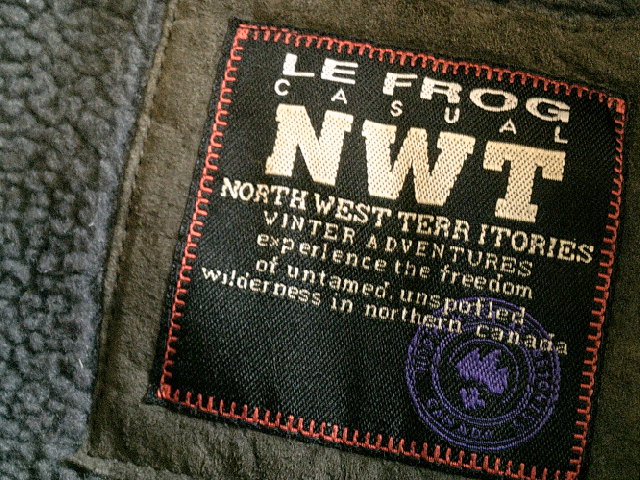 LE FROG
CASUAL
NWT
NORTH WEST TERR ITORIES
WINTER ADVENTURES
experience the freedom
of untamed, unspoiled
wilderness in northern canada